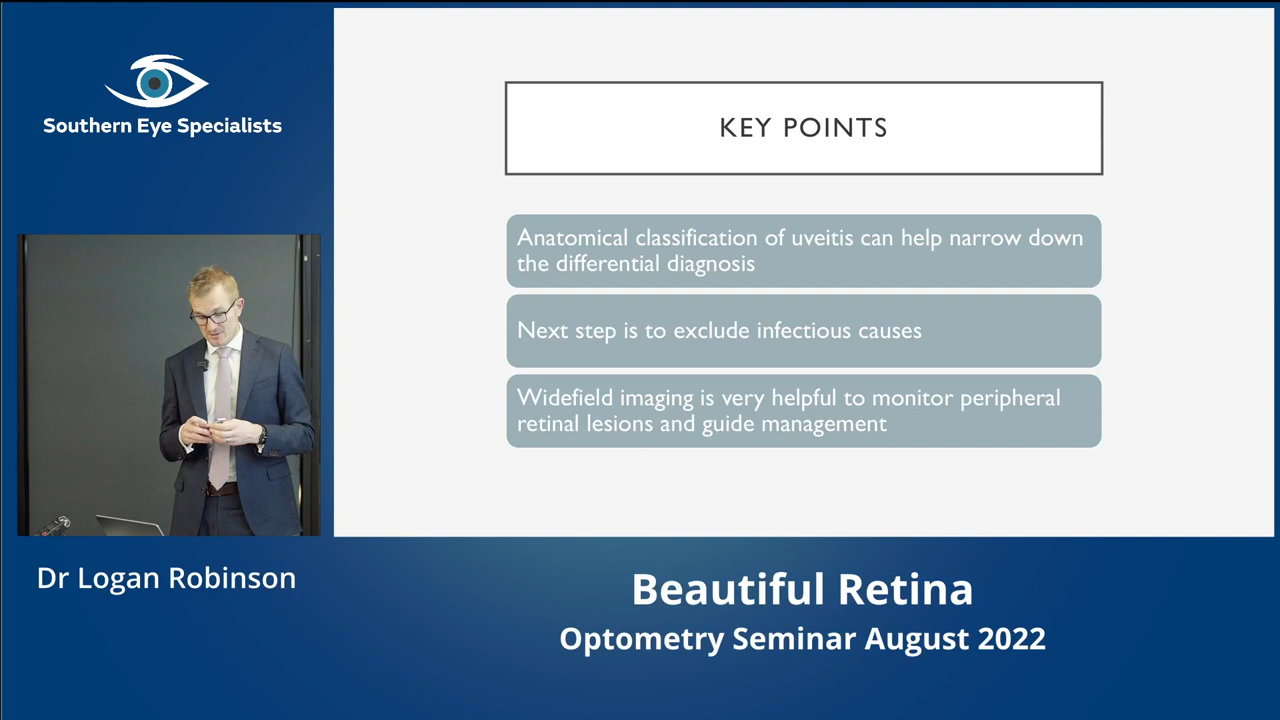 Southern Eye Specialists
KEY POINTS
Anatomical classification of uveitis can help narrow down
the differential diagnosis
Next step is to exclude infectious causes
Widefield imaging is very helpful to monitor peripheral
retinal lesions and guide management
Dr Logan Robinson
Beautiful Retina
Optometry Seminar August 2022